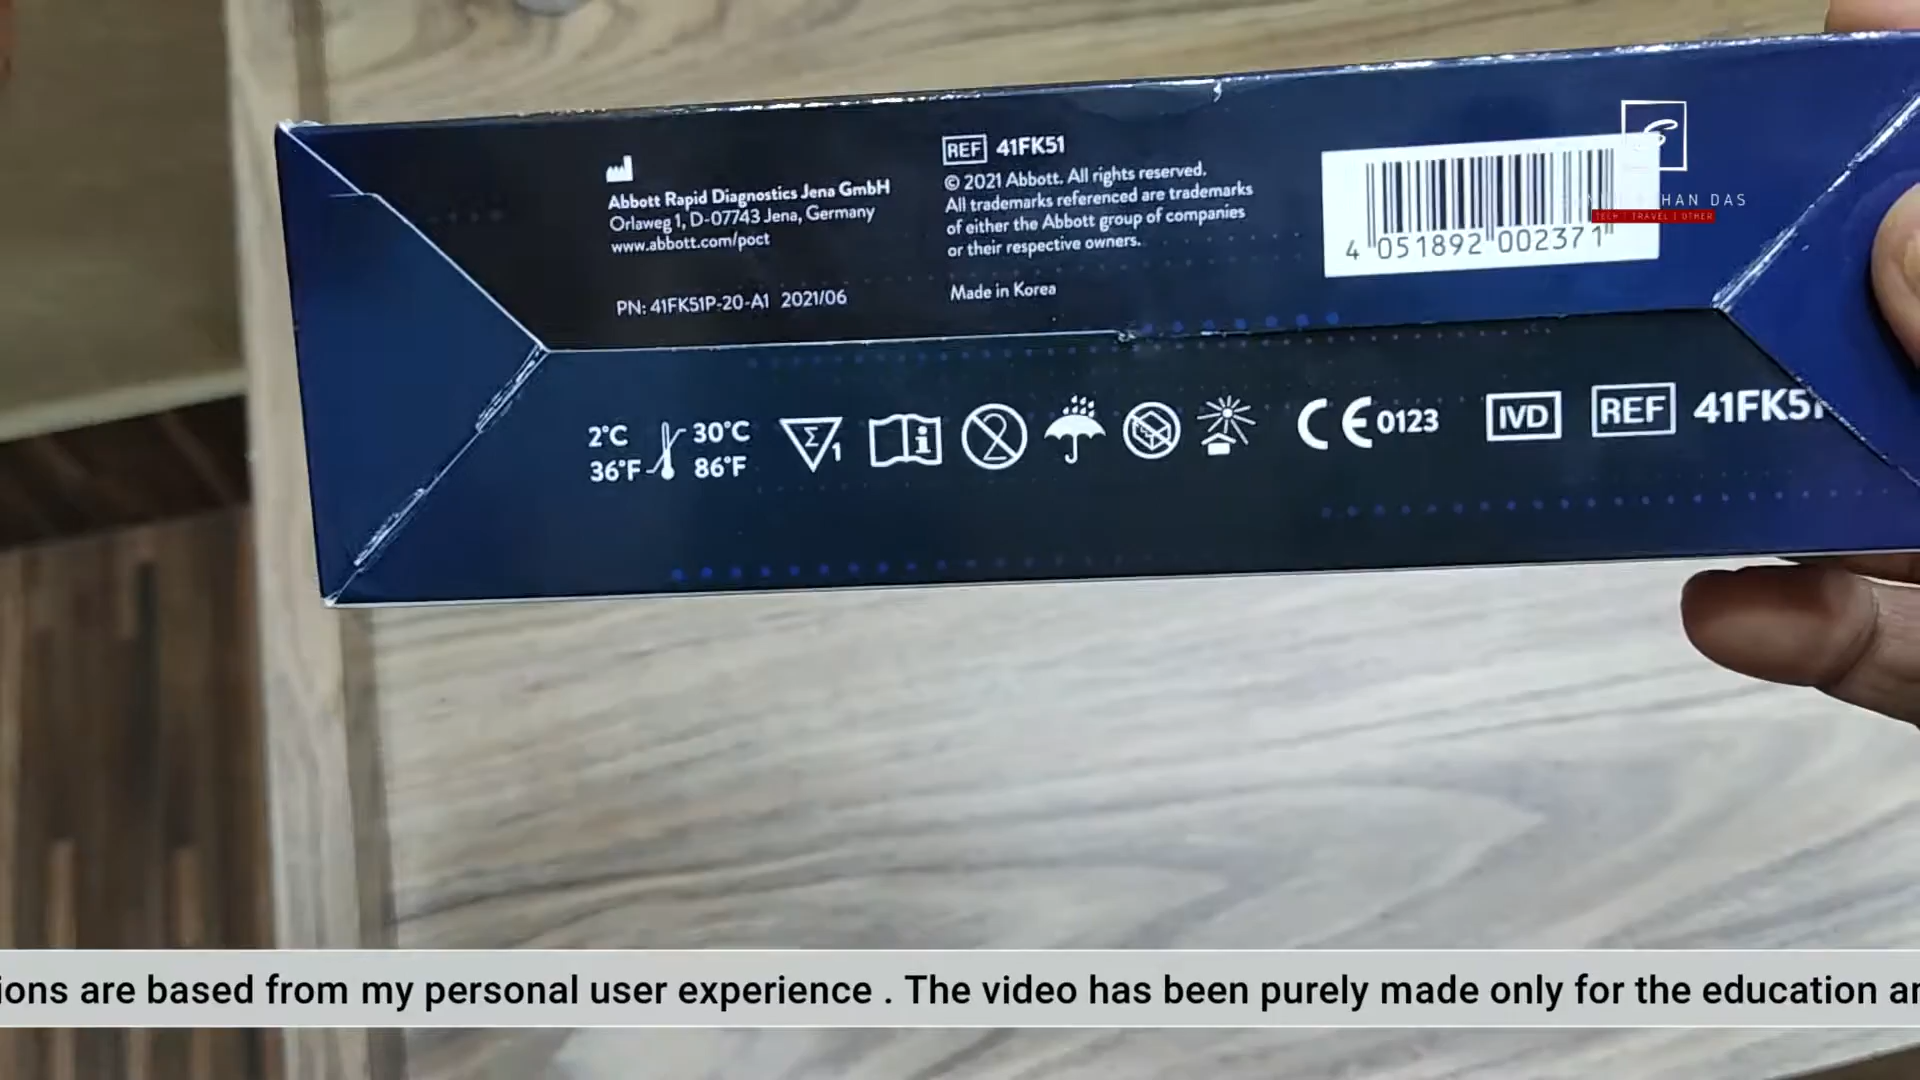 Abbott Rapid Diagnostics Jena GmbH
Orlaweg 1, D-07743 Jena, Germany
www.abbott.com/poct
PN: 41FK51P-20-A1 2021/06
REF 41FK51
© 2021 Abbott. All rights reserved.
All trademarks referenced are trademarks
of either the Abbott group of companies
or their respective owners.
Made in Korea
4 051892 002371
HAN DAS
TECH | TRAVEL | OTHER
2°C 30°C
36°F 86°F
Σ 1
i
2
CE 0123
IVD
REF 41FK51
ions are based from my personal user experience . The video has been purely made only for the education